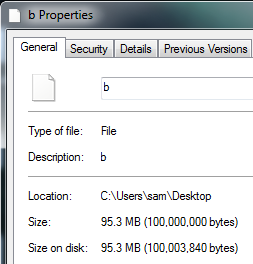 b Properties
General Security Details Previous Versions
b
Type of file: File
Description: b
Location: C:\Users\sam\Desktop
Size: 95.3 MB (100,000,000 bytes)
Size on disk: 95.3 MB (100,003,840 bytes)